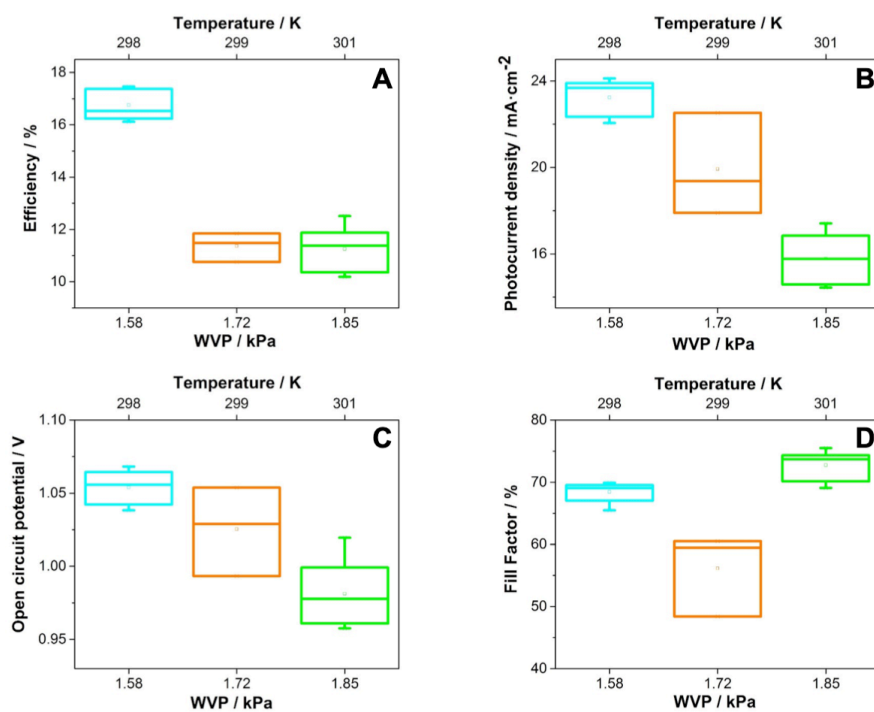 Temperature / K
298 299 301
A
Efficiency / %
18
16
14
12
10
1.58 1.72 1.85
WVP / kPa
Temperature / K
298 299 301
B
Photocurrent density / mA·cm-2
24
20
16
1.58 1.72 1.85
WVP / kPa
Temperature / K
298 299 301
C
Open circuit potential / V
1.10
1.05
1.00
0.95
1.58 1.72 1.85
WVP / kPa
Temperature / K
298 299 301
D
Fill Factor / %
80
70
60
50
40
1.58 1.72 1.85
WVP / kPa